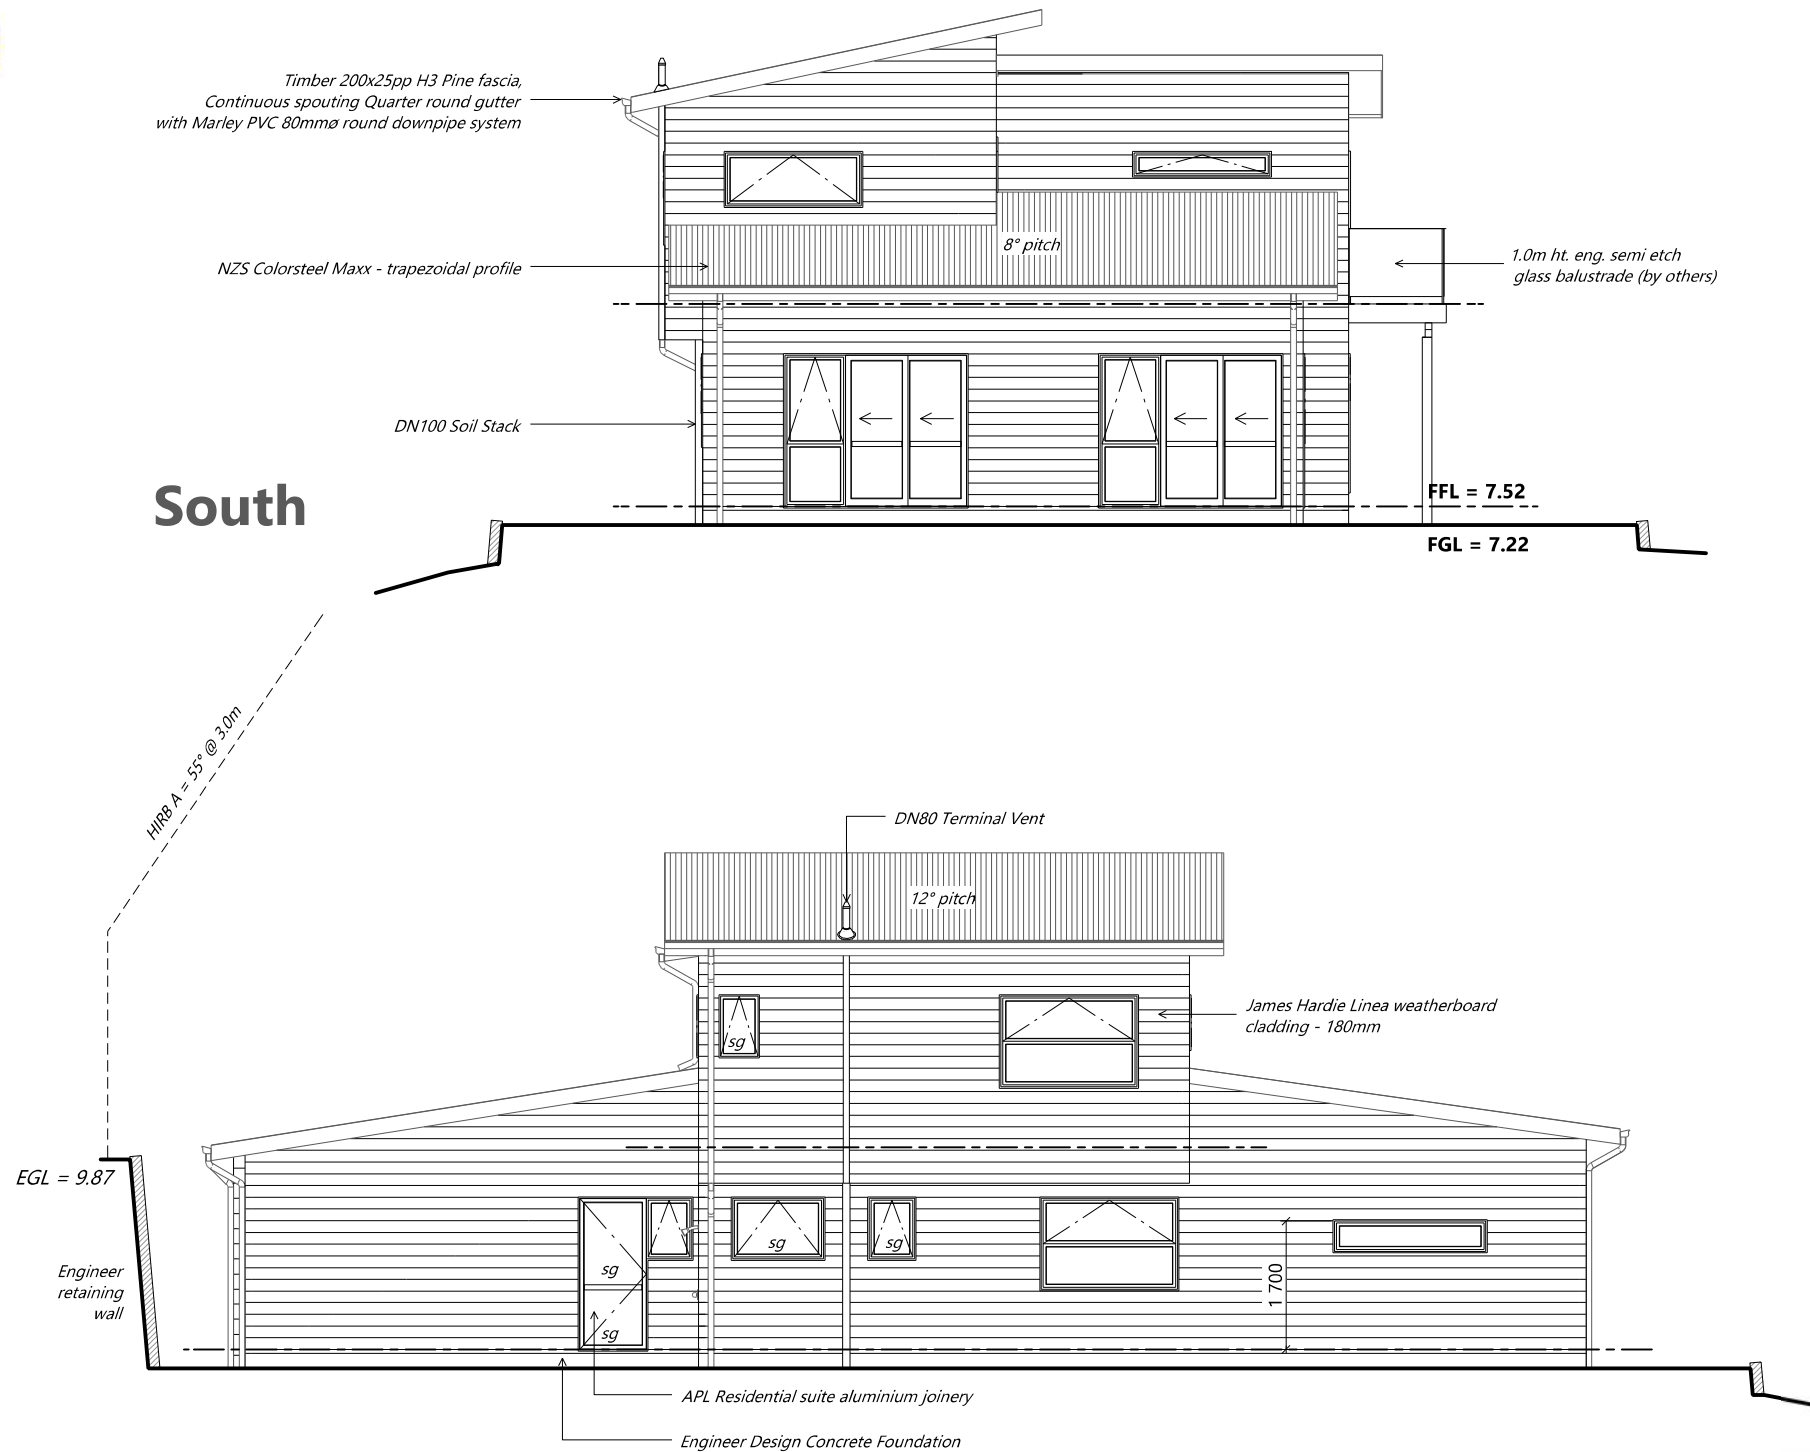 Timber 200x25pp H3 Pine fascia,
Continuous spouting Quarter round gutter
with Marley PVC 80mmø round downpipe system
8° pitch
NZS Colorsteel Maxx - trapezoidal profile
1.0m ht. eng. semi etch
glass balustrade (by others)
DN100 Soil Stack
South
FFL = 7.52
FGL = 7.22
HIRB A = 55° @ 3.0m
DN80 Terminal Vent
12° pitch
James Hardie Linea weatherboard
cladding - 180mm
sg
EGL = 9.87
Engineer
retaining
wall
sg
sg
sg
sg
1 700
APL Residential suite aluminium joinery
Engineer Design Concrete Foundation